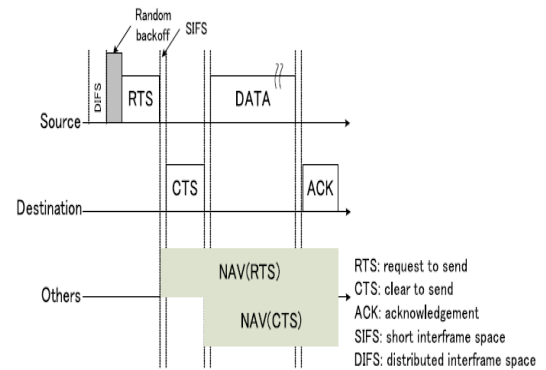 Random
backoff
SIFS
DIFS
RTS
DATA
Source
CTS
ACK
Destination
NAV(RTS)
Others
NAV(CTS)
RTS: request to send
CTS: clear to send
ACK: acknowledgement
SIFS: short interframe space
DIFS: distributed interframe space